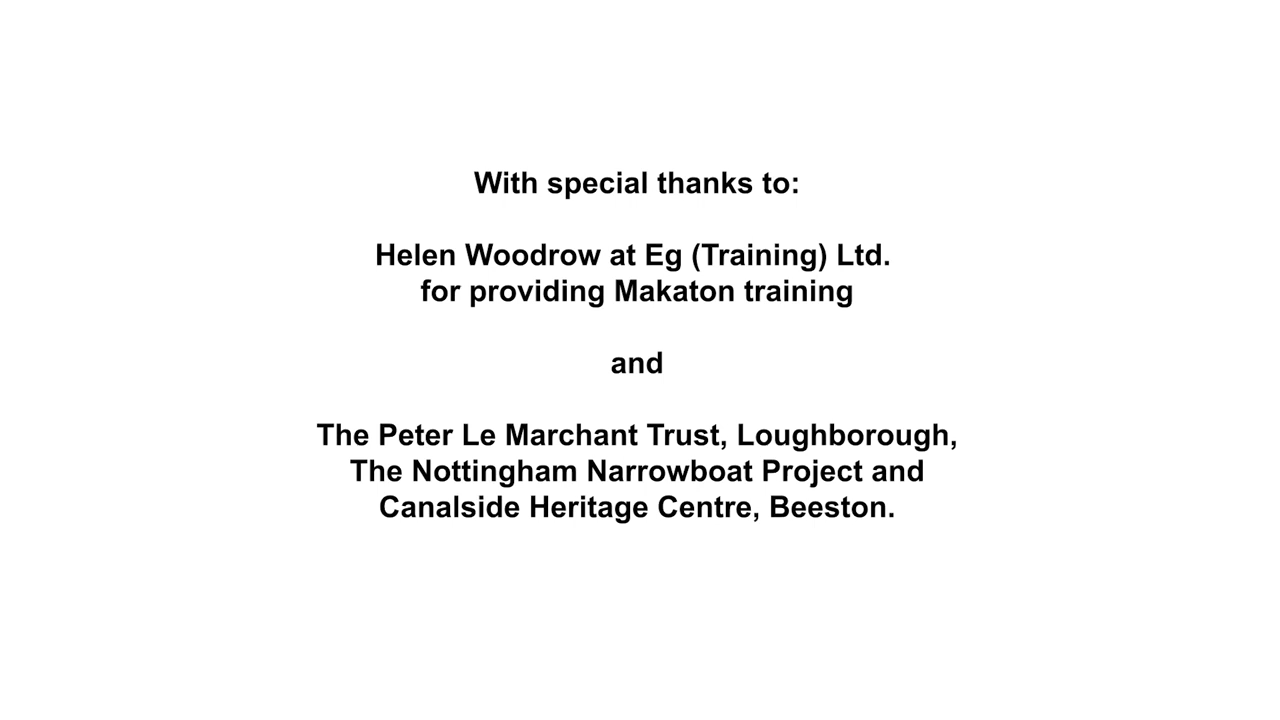 With special thanks to:
Helen Woodrow at Eg (Training) Ltd.
for providing Makaton training
and
The Peter Le Marchant Trust, Loughborough,
The Nottingham Narrowboat Project and
Canalside Heritage Centre, Beeston.